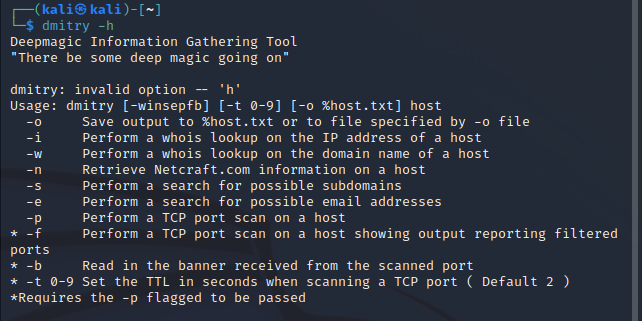 ┌──(kali㉿kali)-[~]
└─$ dmitry -h
Deepmagic Information Gathering Tool
"There be some deep magic going on"
dmitry: invalid option -- 'h'
Usage: dmitry [-winsepfb] [-t 0-9] [-o %host.txt] host
  -o     Save output to %host.txt or to file specified by -o file
  -i     Perform a whois lookup on the IP address of a host
  -w     Perform a whois lookup on the domain name of a host
  -n     Retrieve Netcraft.com information on a host
  -s     Perform a search for possible subdomains
  -e     Perform a search for possible email addresses
  -p     Perform a TCP port scan on a host
* -f     Perform a TCP port scan on a host showing output reporting filtered
ports
* -b     Read in the banner received from the scanned port
* -t 0-9 Set the TTL in seconds when scanning a TCP port ( Default 2 )
*Requires the -p flagged to be passed